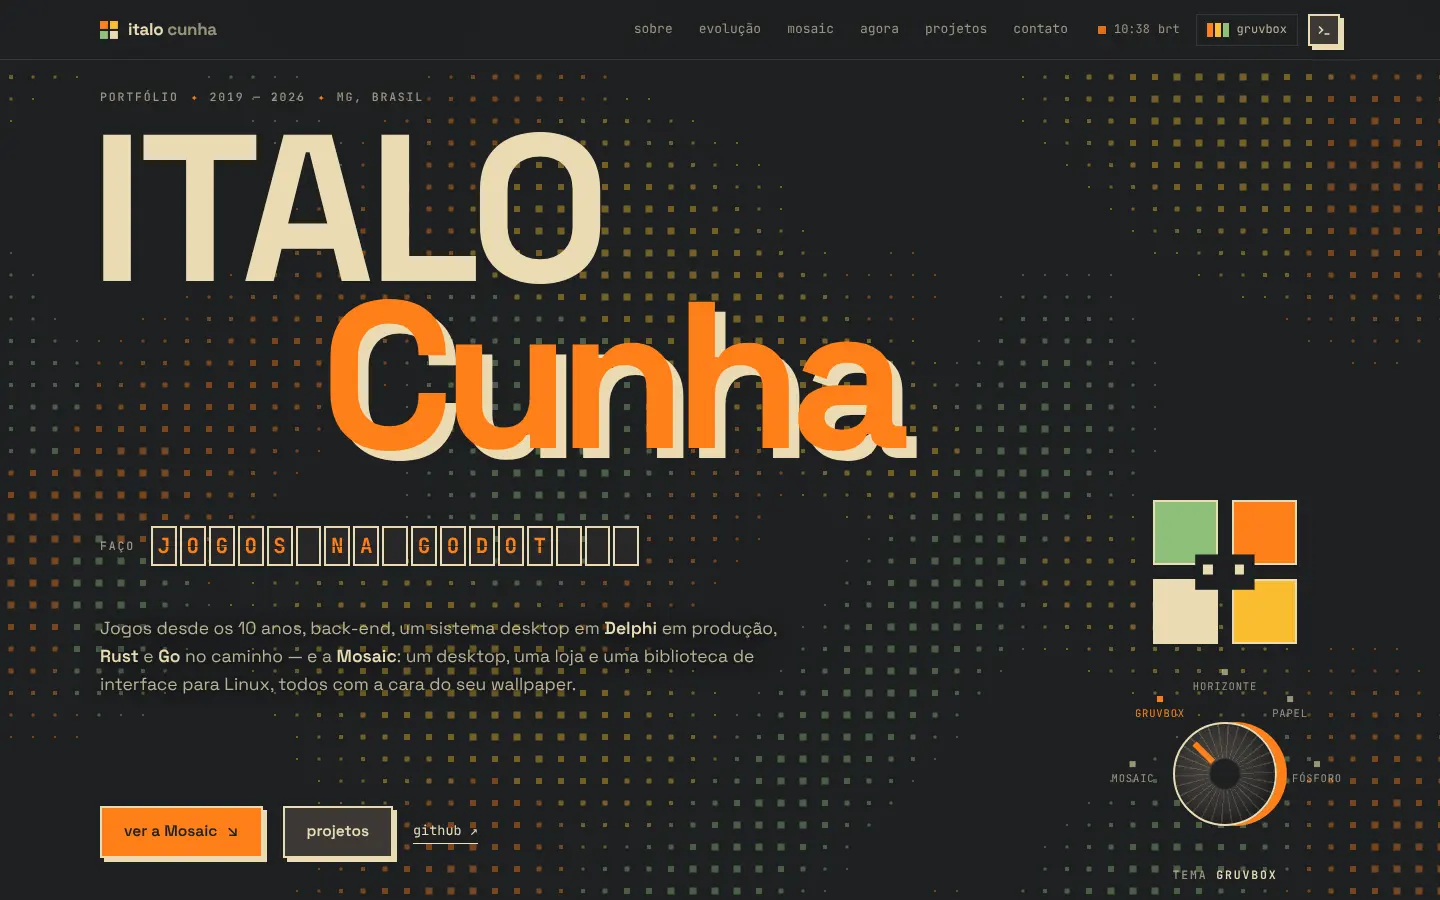 italo cunha
sobre evolução mosaic agora projetos contato 10:38 brt gruvbox
PORTFÓLIO ✦ 2019 — 2026 ✦ MG, BRASIL
ITALO
Cunha
FAÇO JOGOS NA GODOT
Jogos desde os 10 anos, back-end, um sistema desktop em Delphi em produção,
Rust e Go no caminho — e a Mosaic: um desktop, uma loja e uma biblioteca de
interface para Linux, todos com a cara do seu wallpaper.
ver a Mosaic ↘ projetos github ↗
HORIZONTE
GRUVBOX PAPEL
MOSAIC FÓSFORO
TEMA GRUVBOX